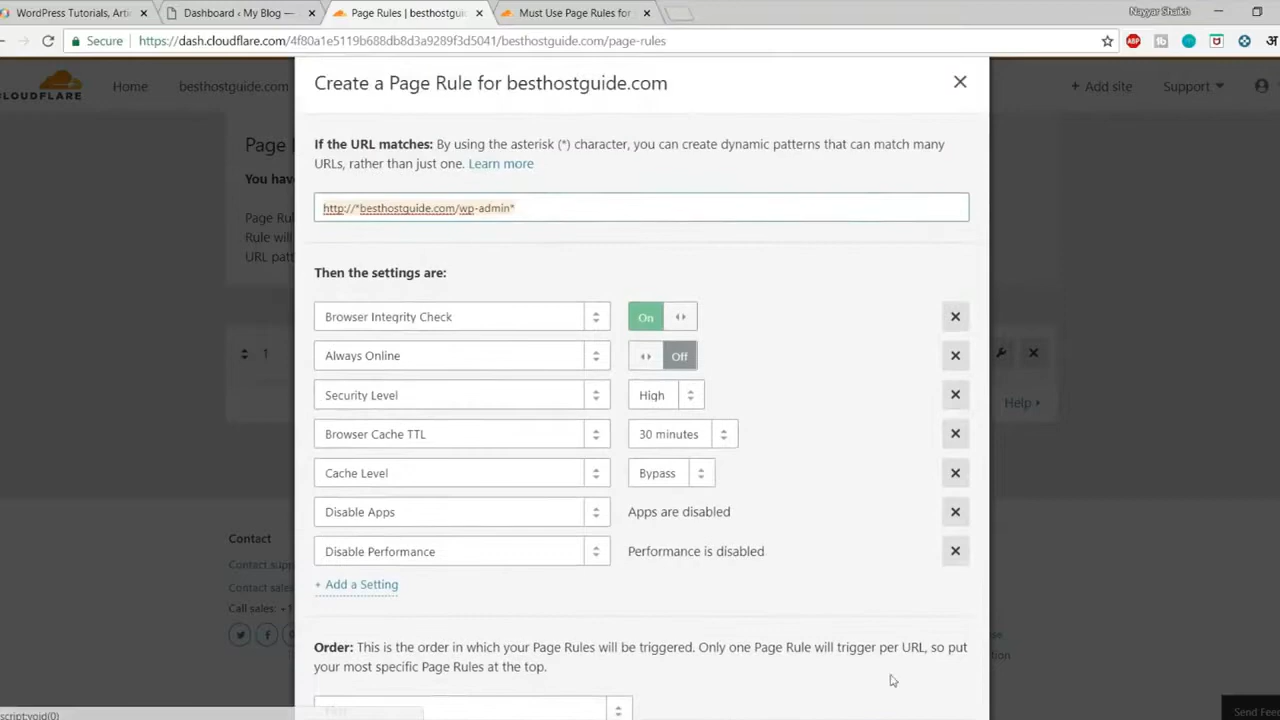 WordPress Tutorials, Arti
Dashboard ‹ My Blog —
Page Rules | besthostgui
Must Use Page Rules for
Nayyar Shaikh
Secure
https://dash.cloudflare.com/4f80a1e5119b688db8d3a9289f3d5041/besthostguide.com/page-rules
ABP
अ
CLOUDFLARE
Home
besthostguide.com
+ Add site
Support
Create a Page Rule for besthostguide.com
Page
You hav
Page Ru
Rule will
URL pat
If the URL matches: By using the asterisk (*) character, you can create dynamic patterns that can match many
URLs, rather than just one. Learn more
http://*besthostguide.com/wp-admin*
Then the settings are:
Browser Integrity Check
On
Always Online
Off
1
Security Level
High
Help
Browser Cache TTL
30 minutes
Cache Level
Bypass
Disable Apps
Apps are disabled
Disable Performance
Performance is disabled
+ Add a Setting
Contact
Contact supp
Contact sales
Call sales: +1
Order: This is the order in which your Page Rules will be triggered. Only one Page Rule will trigger per URL, so put
your most specific Page Rules at the top.
script:void(0)
Send Fee